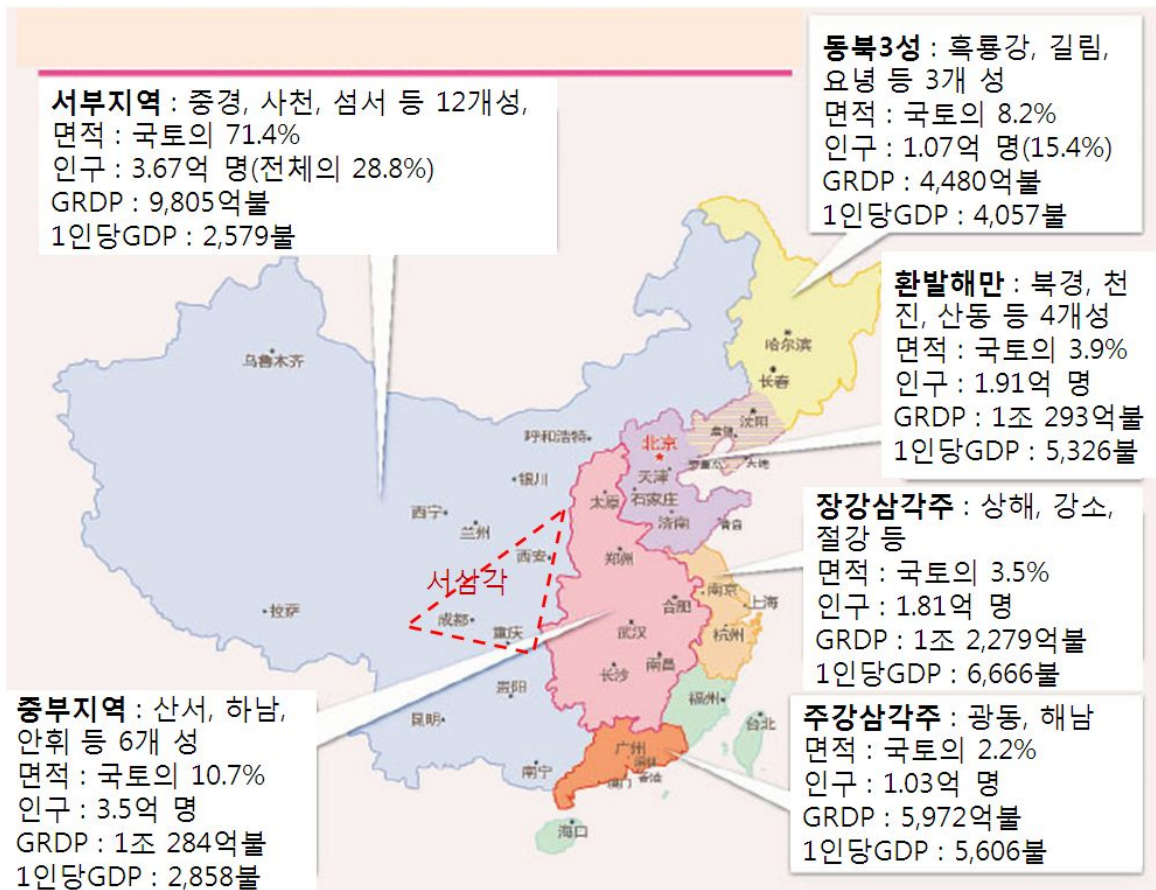 서부지역 : 중경, 사천, 섬서 등 12개성,
면적 : 국토의 71.4%
인구 : 3.67억 명(전체의 28.8%)
GRDP : 9,805억불
1인당GDP : 2,579불
동북3성 : 흑룡강, 길림,
요녕 등 3개 성
면적 : 국토의 8.2%
인구 : 1.07억 명(15.4%)
GRDP : 4,480억불
1인당GDP : 4,057불
환발해만 : 북경, 천
진, 산동 등 4개성
면적 : 국토의 3.9%
인구 : 1.91억 명
GRDP : 1조 293억불
1인당GDP : 5,326불
장강삼각주 : 상해, 강소,
절강 등
면적 : 국토의 3.5%
인구 : 1.81억 명
GRDP : 1조 2,279억불
1인당GDP : 6,666불
주강삼각주 : 광동, 해남
면적 : 국토의 2.2%
인구 : 1.03억 명
GRDP : 5,972억불
1인당GDP : 5,606불
중부지역 : 산서, 하남,
안휘 등 6개 성
면적 : 국토의 10.7%
인구 : 3.5억 명
GRDP : 1조 284억불
1인당GDP : 2,858불
乌鲁木齐
哈尔滨
长春
沈阳
呼和浩特
北京
天津
大连
银川
太原
石家庄
西宁
济南
青岛
兰州
西安
郑州
서삼각
拉萨
成都
重庆
合肥
南京
上海
武汉
杭州
长沙
南昌
贵阳
昆明
福州
台北
广州
南宁
香港
澳门
海口